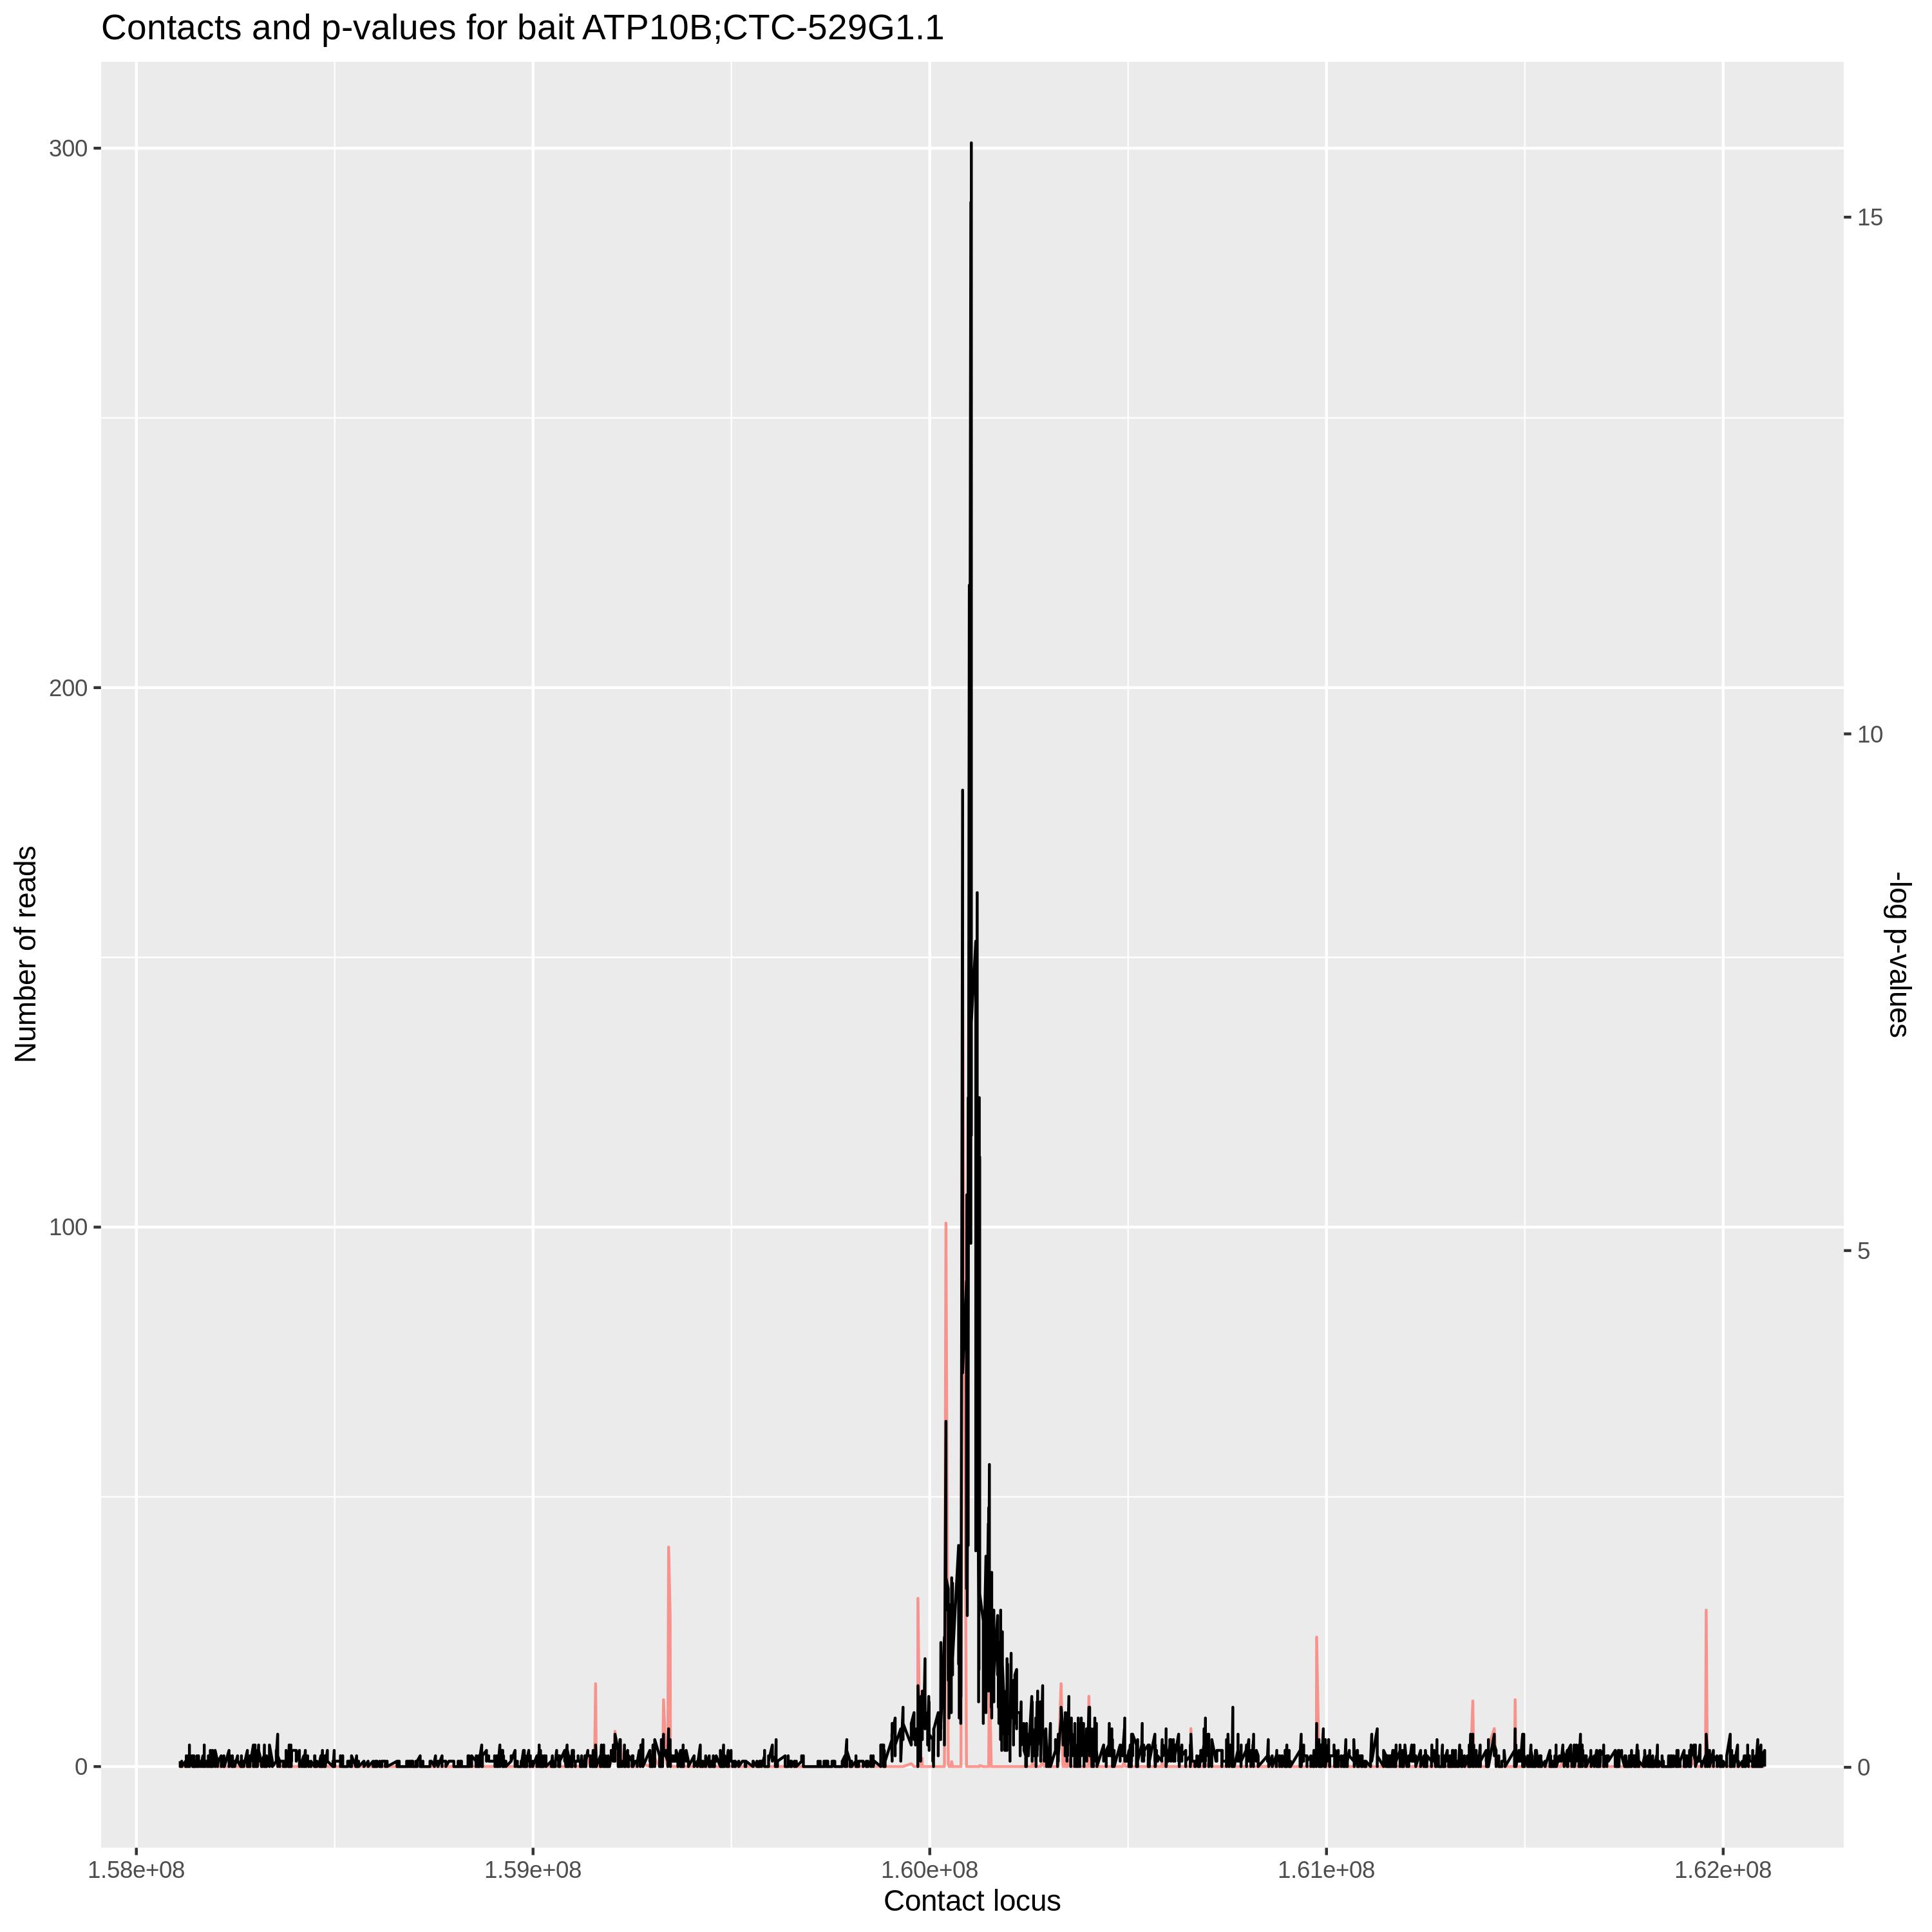 Contacts and p-values for bait ATP10B;CTC-529G1.1
300
200
100
0
Number of reads
15
10
5
0
-log p-values
1.58e+08
1.59e+08
1.60e+08
1.61e+08
1.62e+08
Contact locus